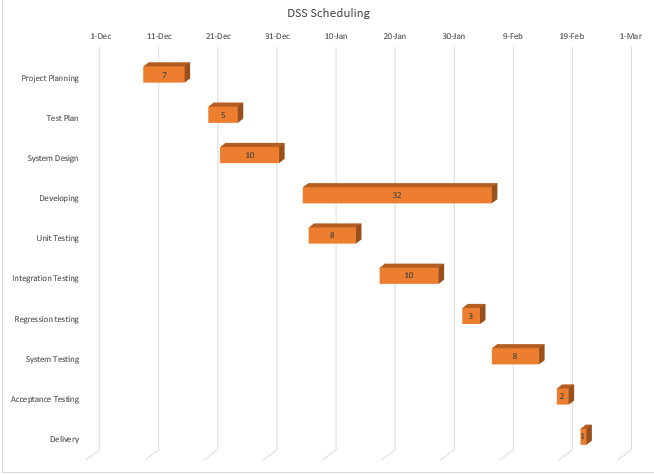 DSS Scheduling
1-Dec 11-Dec 21-Dec 31-Dec 10-Jan 20-Jan 30-Jan 9-Feb 19-Feb 1-Mar
Project Planning 7
Test Plan 5
System Design 10
Developing 32
Unit Testing 8
Integration Testing 10
Regression testing 3
System Testing 8
Acceptance Testing 2
Delivery 1